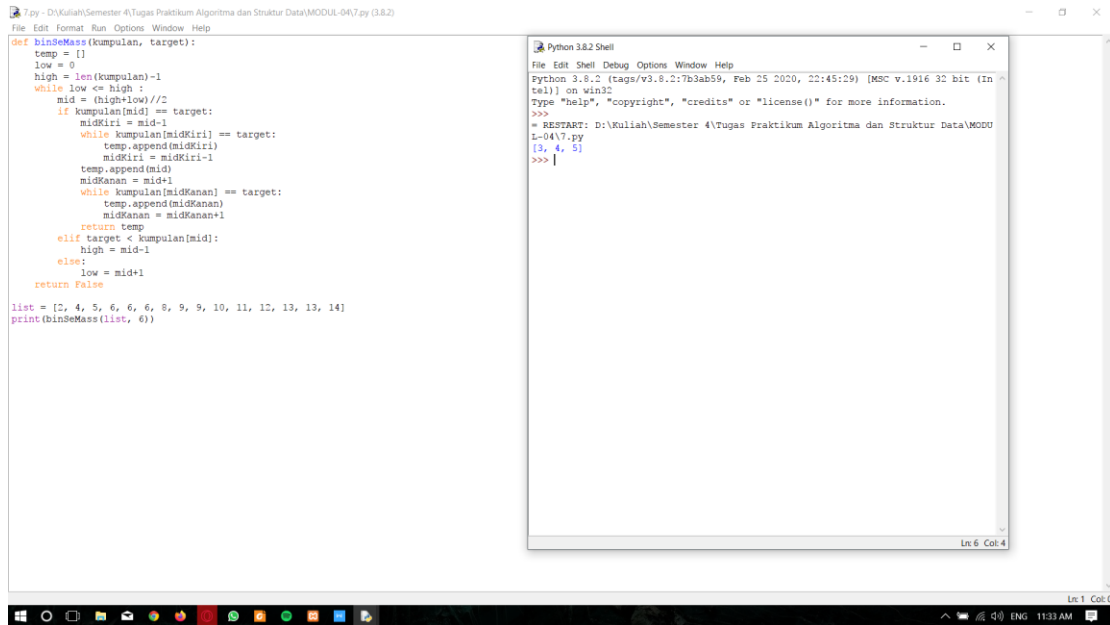 7.py - D:\Kuliah\Semester 4\Tugas Praktikum Algoritma dan Struktur Data\MODUL-04\7.py (3.8.2)
File Edit Format Run Options Window Help
def binSeMass(kumpulan, target):
    temp = []
    low = 0
    high = len(kumpulan)-1
    while low <= high :
        mid = (high+low)//2
        if kumpulan[mid] == target:
            midKiri = mid-1
            while kumpulan[midKiri] == target:
                temp.append(midKiri)
                midKiri = midKiri-1
            temp.append(mid)
            midKanan = mid+1
            while kumpulan[midKanan] == target:
                temp.append(midKanan)
                midKanan = midKanan+1
            return temp
        elif target < kumpulan[mid]:
            high = mid-1
        else:
            low = mid+1
    return False
list = [2, 4, 5, 6, 6, 6, 8, 9, 9, 10, 11, 12, 13, 13, 14]
print(binSeMass(list, 6))
Python 3.8.2 Shell
File Edit Shell Debug Options Window Help
Python 3.8.2 (tags/v3.8.2:7b3ab59, Feb 25 2020, 22:45:29) [MSC v.1916 32 bit (In
tel)] on win32
Type "help", "copyright", "credits" or "license()" for more information.
>>>
= RESTART: D:\Kuliah\Semester 4\Tugas Praktikum Algoritma dan Struktur Data\MODU
L-04\7.py
[3, 4, 5]
>>>
Ln: 6 Col: 4
Ln: 1 Col: 0
ENG 11:33 AM